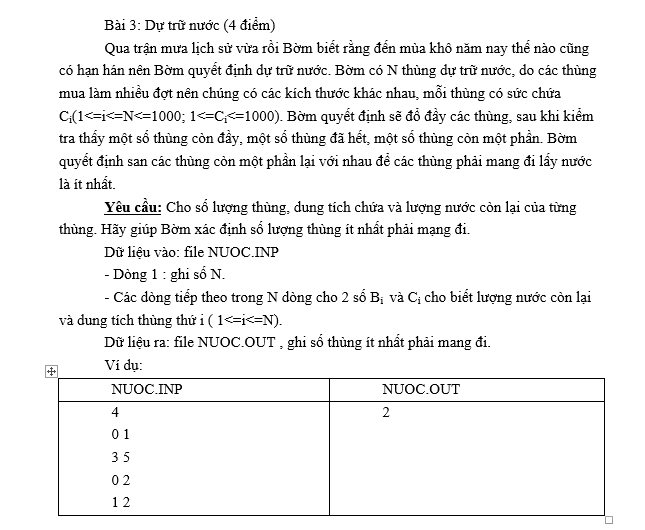 Bài 3: Dự trữ nước (4 điểm)
Qua trận mưa lịch sử vừa rồi Bờm biết rằng đến mùa khô năm nay thế nào cũng
có hạn hán nên Bờm quyết định dự trữ nước. Bờm có N thùng dự trữ nước, do các thùng
mua làm nhiều đợt nên chúng có các kích thước khác nhau, mỗi thùng có sức chứa
Ci(1<=i<=N<=1000; 1<=Ci<=1000). Bờm quyết định sẽ đổ đầy các thùng, sau khi kiểm
tra thấy một số thùng còn đầy, một số thùng đã hết, một số thùng còn một phần. Bờm
quyết định san các thùng còn một phần lại với nhau để các thùng phải mang đi lấy nước
là ít nhất.
Yêu cầu: Cho số lượng thùng, dung tích chứa và lượng nước còn lại của từng
thùng. Hãy giúp Bờm xác định số lượng thùng ít nhất phải mạng đi.
Dữ liệu vào: file NUOC.INP
- Dòng 1 : ghi số N.
- Các dòng tiếp theo trong N dòng cho 2 số Bi và Ci cho biết lượng nước còn lại
và dung tích thùng thứ i ( 1<=i<=N).
Dữ liệu ra: file NUOC.OUT , ghi số thùng ít nhất phải mang đi.
Ví dụ:
NUOC.INP NUOC.OUT
4 2
0 1
3 5
0 2
1 2